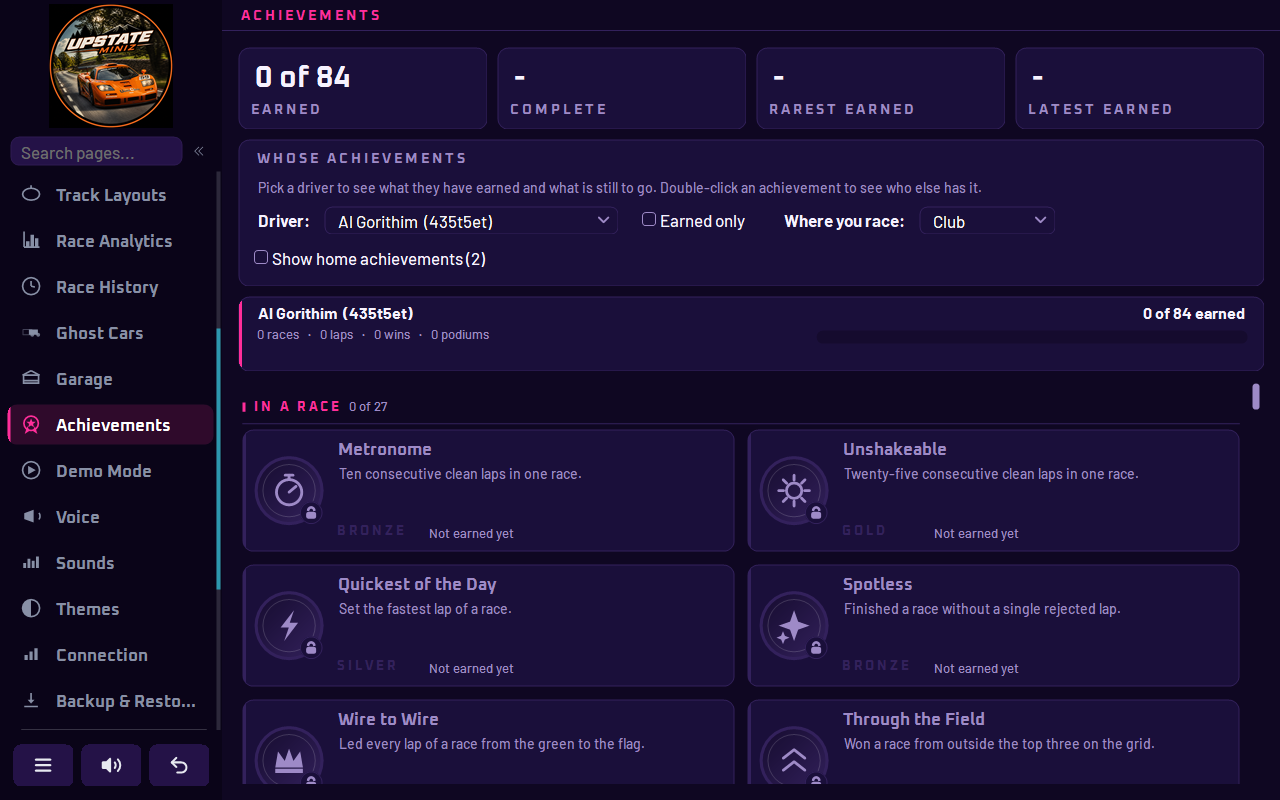 UPSTATE
MINIZ
Search pages...
Track Layouts
Race Analytics
Race History
Ghost Cars
Garage
Achievements
Demo Mode
Voice
Sounds
Themes
Connection
Backup & Resto...
ACHIEVEMENTS
0 of 84
EARNED
-
COMPLETE
-
RAREST EARNED
-
LATEST EARNED
WHOSE ACHIEVEMENTS
Pick a driver to see what they have earned and what is still to go. Double-click an achievement to see who else has it.
Driver: Al Gorithim (435t5et) Earned only Where you race: Club
Show home achievements (2)
Al Gorithim (435t5et) 0 of 84 earned
0 races · 0 laps · 0 wins · 0 podiums
IN A RACE 0 of 27
Metronome
Ten consecutive clean laps in one race.
BRONZE Not earned yet
Unshakeable
Twenty-five consecutive clean laps in one race.
GOLD Not earned yet
Quickest of the Day
Set the fastest lap of a race.
SILVER Not earned yet
Spotless
Finished a race without a single rejected lap.
BRONZE Not earned yet
Wire to Wire
Led every lap of a race from the green to the flag.
Through the Field
Won a race from outside the top three on the grid.